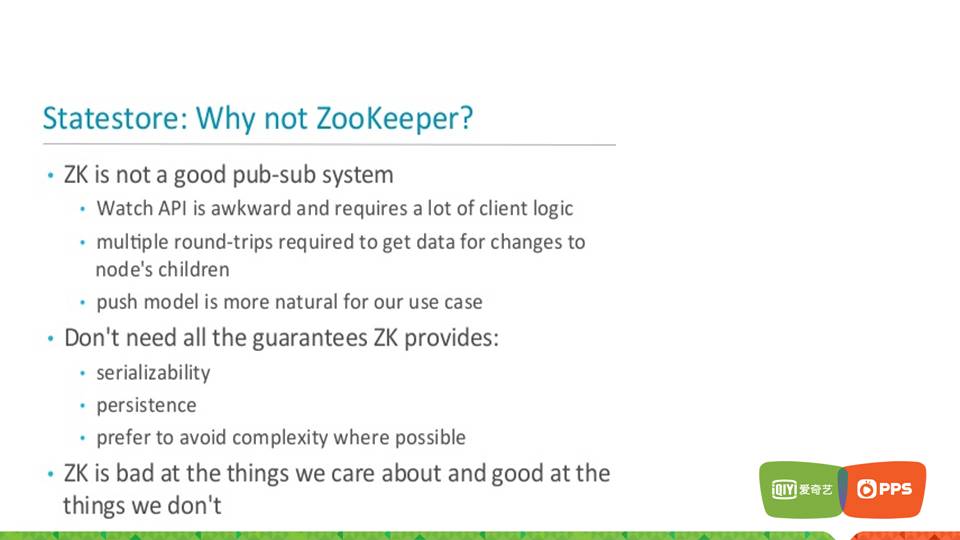 Statestore: Why not ZooKeeper?
• ZK is not a good pub-sub system
• Watch API is awkward and requires a lot of client logic
• multiple round-trips required to get data for changes to
node's children
• push model is more natural for our use case
• Don't need all the guarantees ZK provides:
• serializability
• persistence
• prefer to avoid complexity where possible
• ZK is bad at the things we care about and good at the
things we don't
iQIYI 爱奇艺
PPS